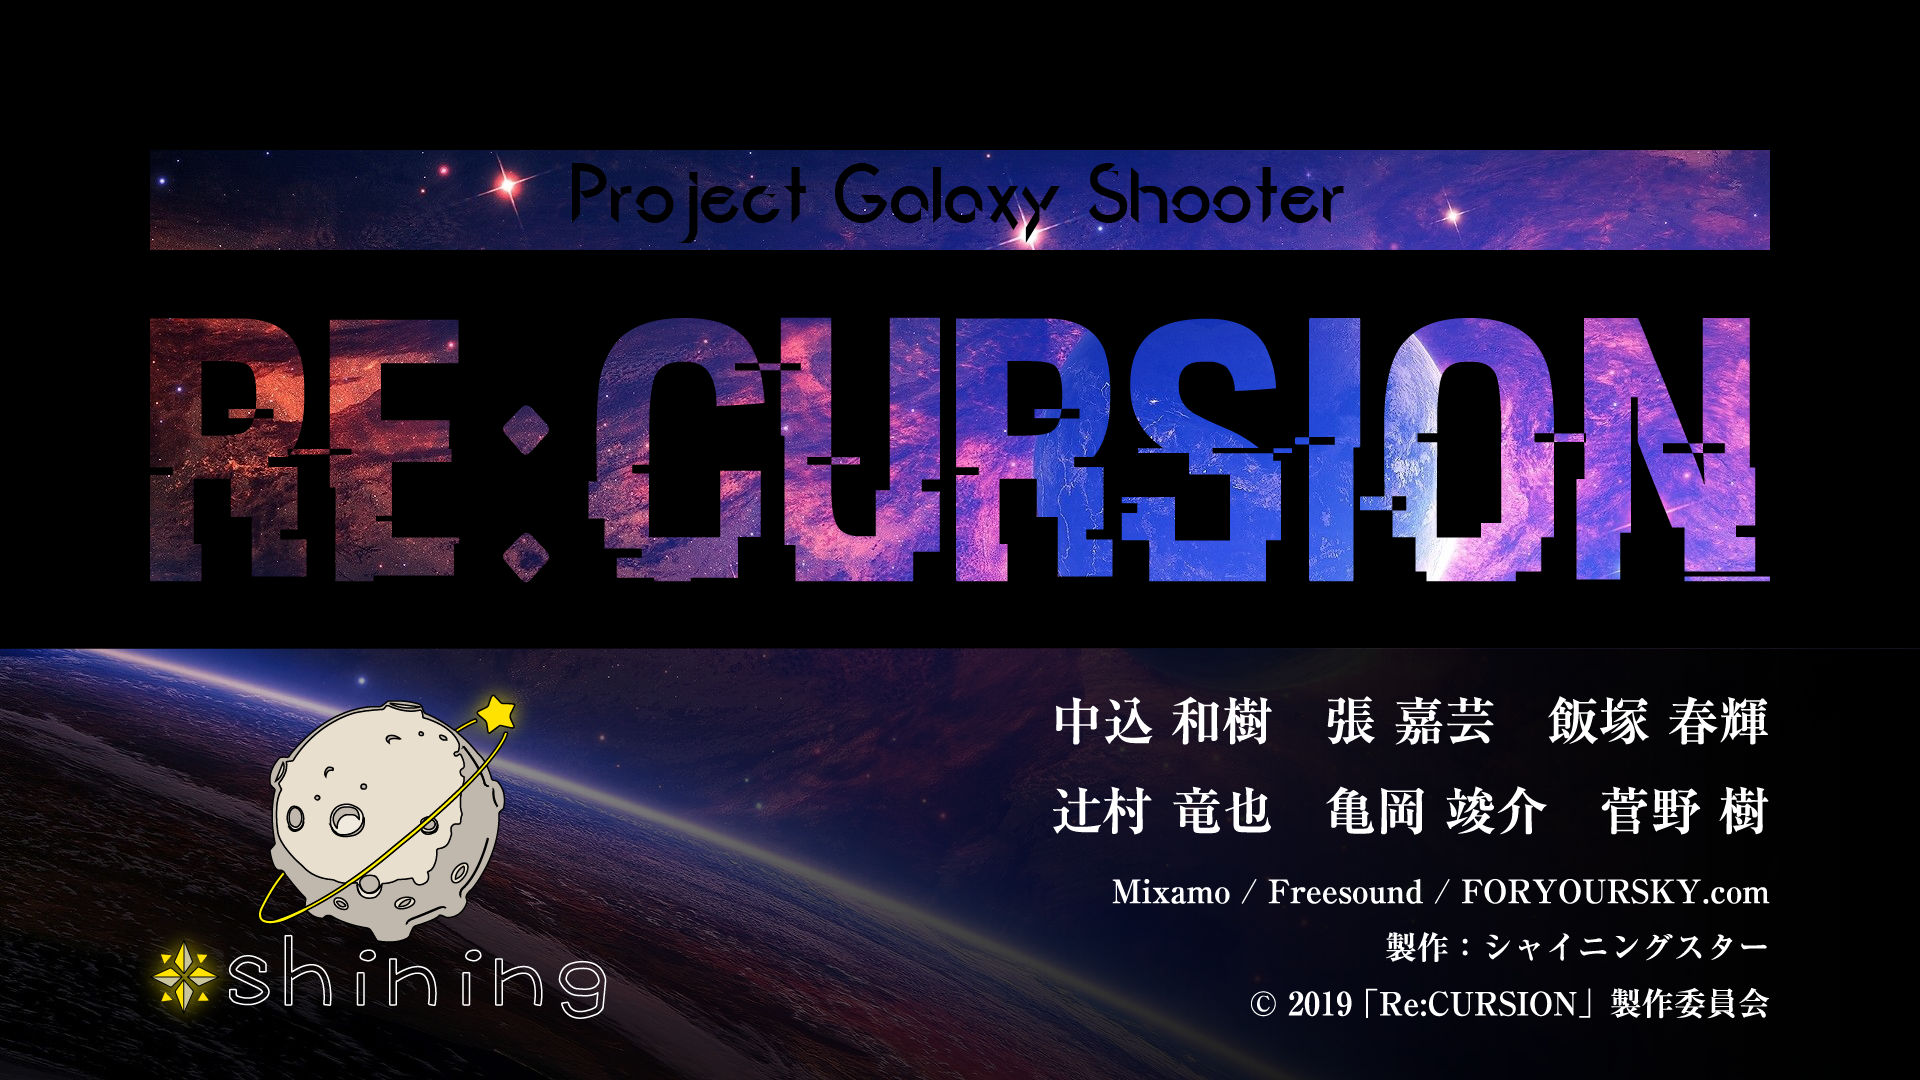 Project Galaxy Shooter
RE:CURSION
中込 和樹　張 嘉芸　飯塚 春輝
辻村 竜也　亀岡 竣介　菅野 樹
Mixamo / Freesound / FORYOURSKY.com
製作：シャイニングスター
© 2019「Re:CURSION」製作委員会
shining